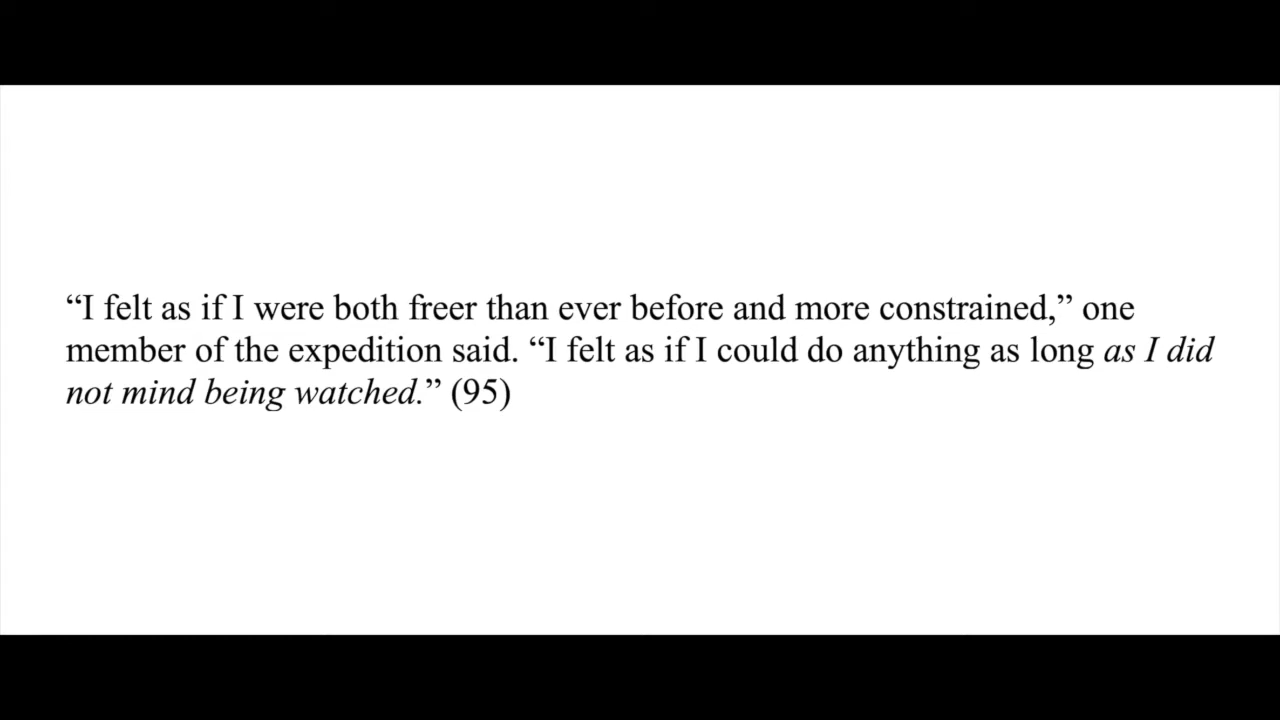 “I felt as if I were both freer than ever before and more constrained,” one
member of the expedition said. “I felt as if I could do anything as long as I did
not mind being watched.” (95)